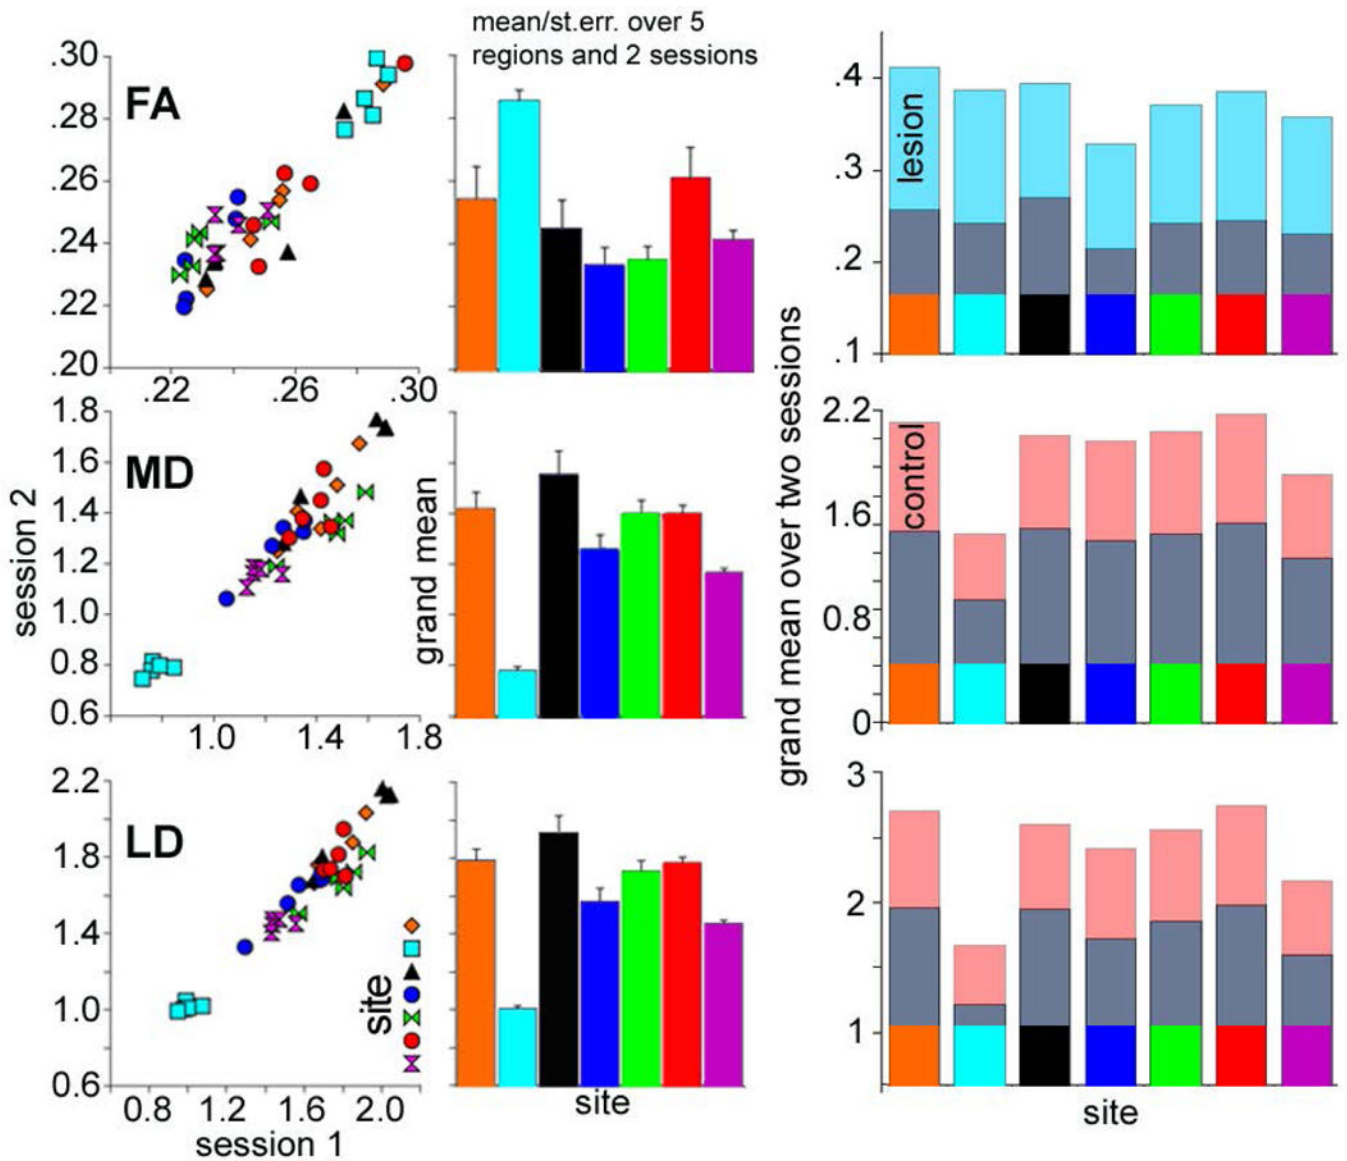 mean/st.err. over 5
regions and 2 sessions
FA
.30
.28
.26
.24
.22
.20
.22
.26
.30
lesion
.4
.3
.2
.1
MD
1.8
1.6
1.4
1.2
1.0
0.8
0.6
1.0
1.4
1.8
session 2
grand mean
grand mean over two sessions
control
2.2
1.6
0.8
0
LD
2.2
1.8
1.4
1.0
0.6
0.8
1.2
1.6
2.0
session 1
site
site
3
2
1
site